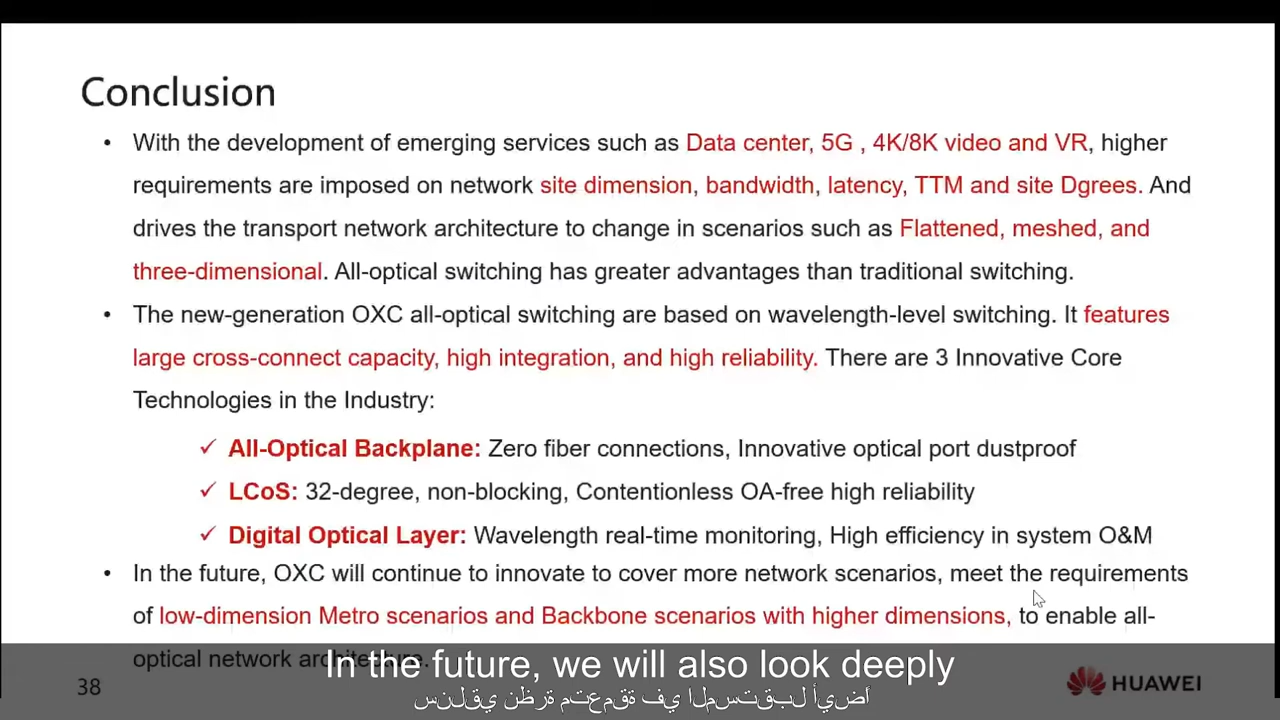 Conclusion
• With the development of emerging services such as Data center, 5G , 4K/8K video and VR, higher
requirements are imposed on network site dimension, bandwidth, latency, TTM and site Dgrees. And
drives the transport network architecture to change in scenarios such as Flattened, meshed, and
three-dimensional. All-optical switching has greater advantages than traditional switching.
• The new-generation OXC all-optical switching are based on wavelength-level switching. It features
large cross-connect capacity, high integration, and high reliability. There are 3 Innovative Core
Technologies in the Industry:
✓ All-Optical Backplane: Zero fiber connections, Innovative optical port dustproof
✓ LCoS: 32-degree, non-blocking, Contentionless OA-free high reliability
✓ Digital Optical Layer: Wavelength real-time monitoring, High efficiency in system O&M
• In the future, OXC will continue to innovate to cover more network scenarios, meet the requirements
of low-dimension Metro scenarios and Backbone scenarios with higher dimensions, to enable all-
optical network architecture.
In the future, we will also look deeply
سنلقي نظرة متعمقة في المستقبل أيضًا
38
HUAWEI